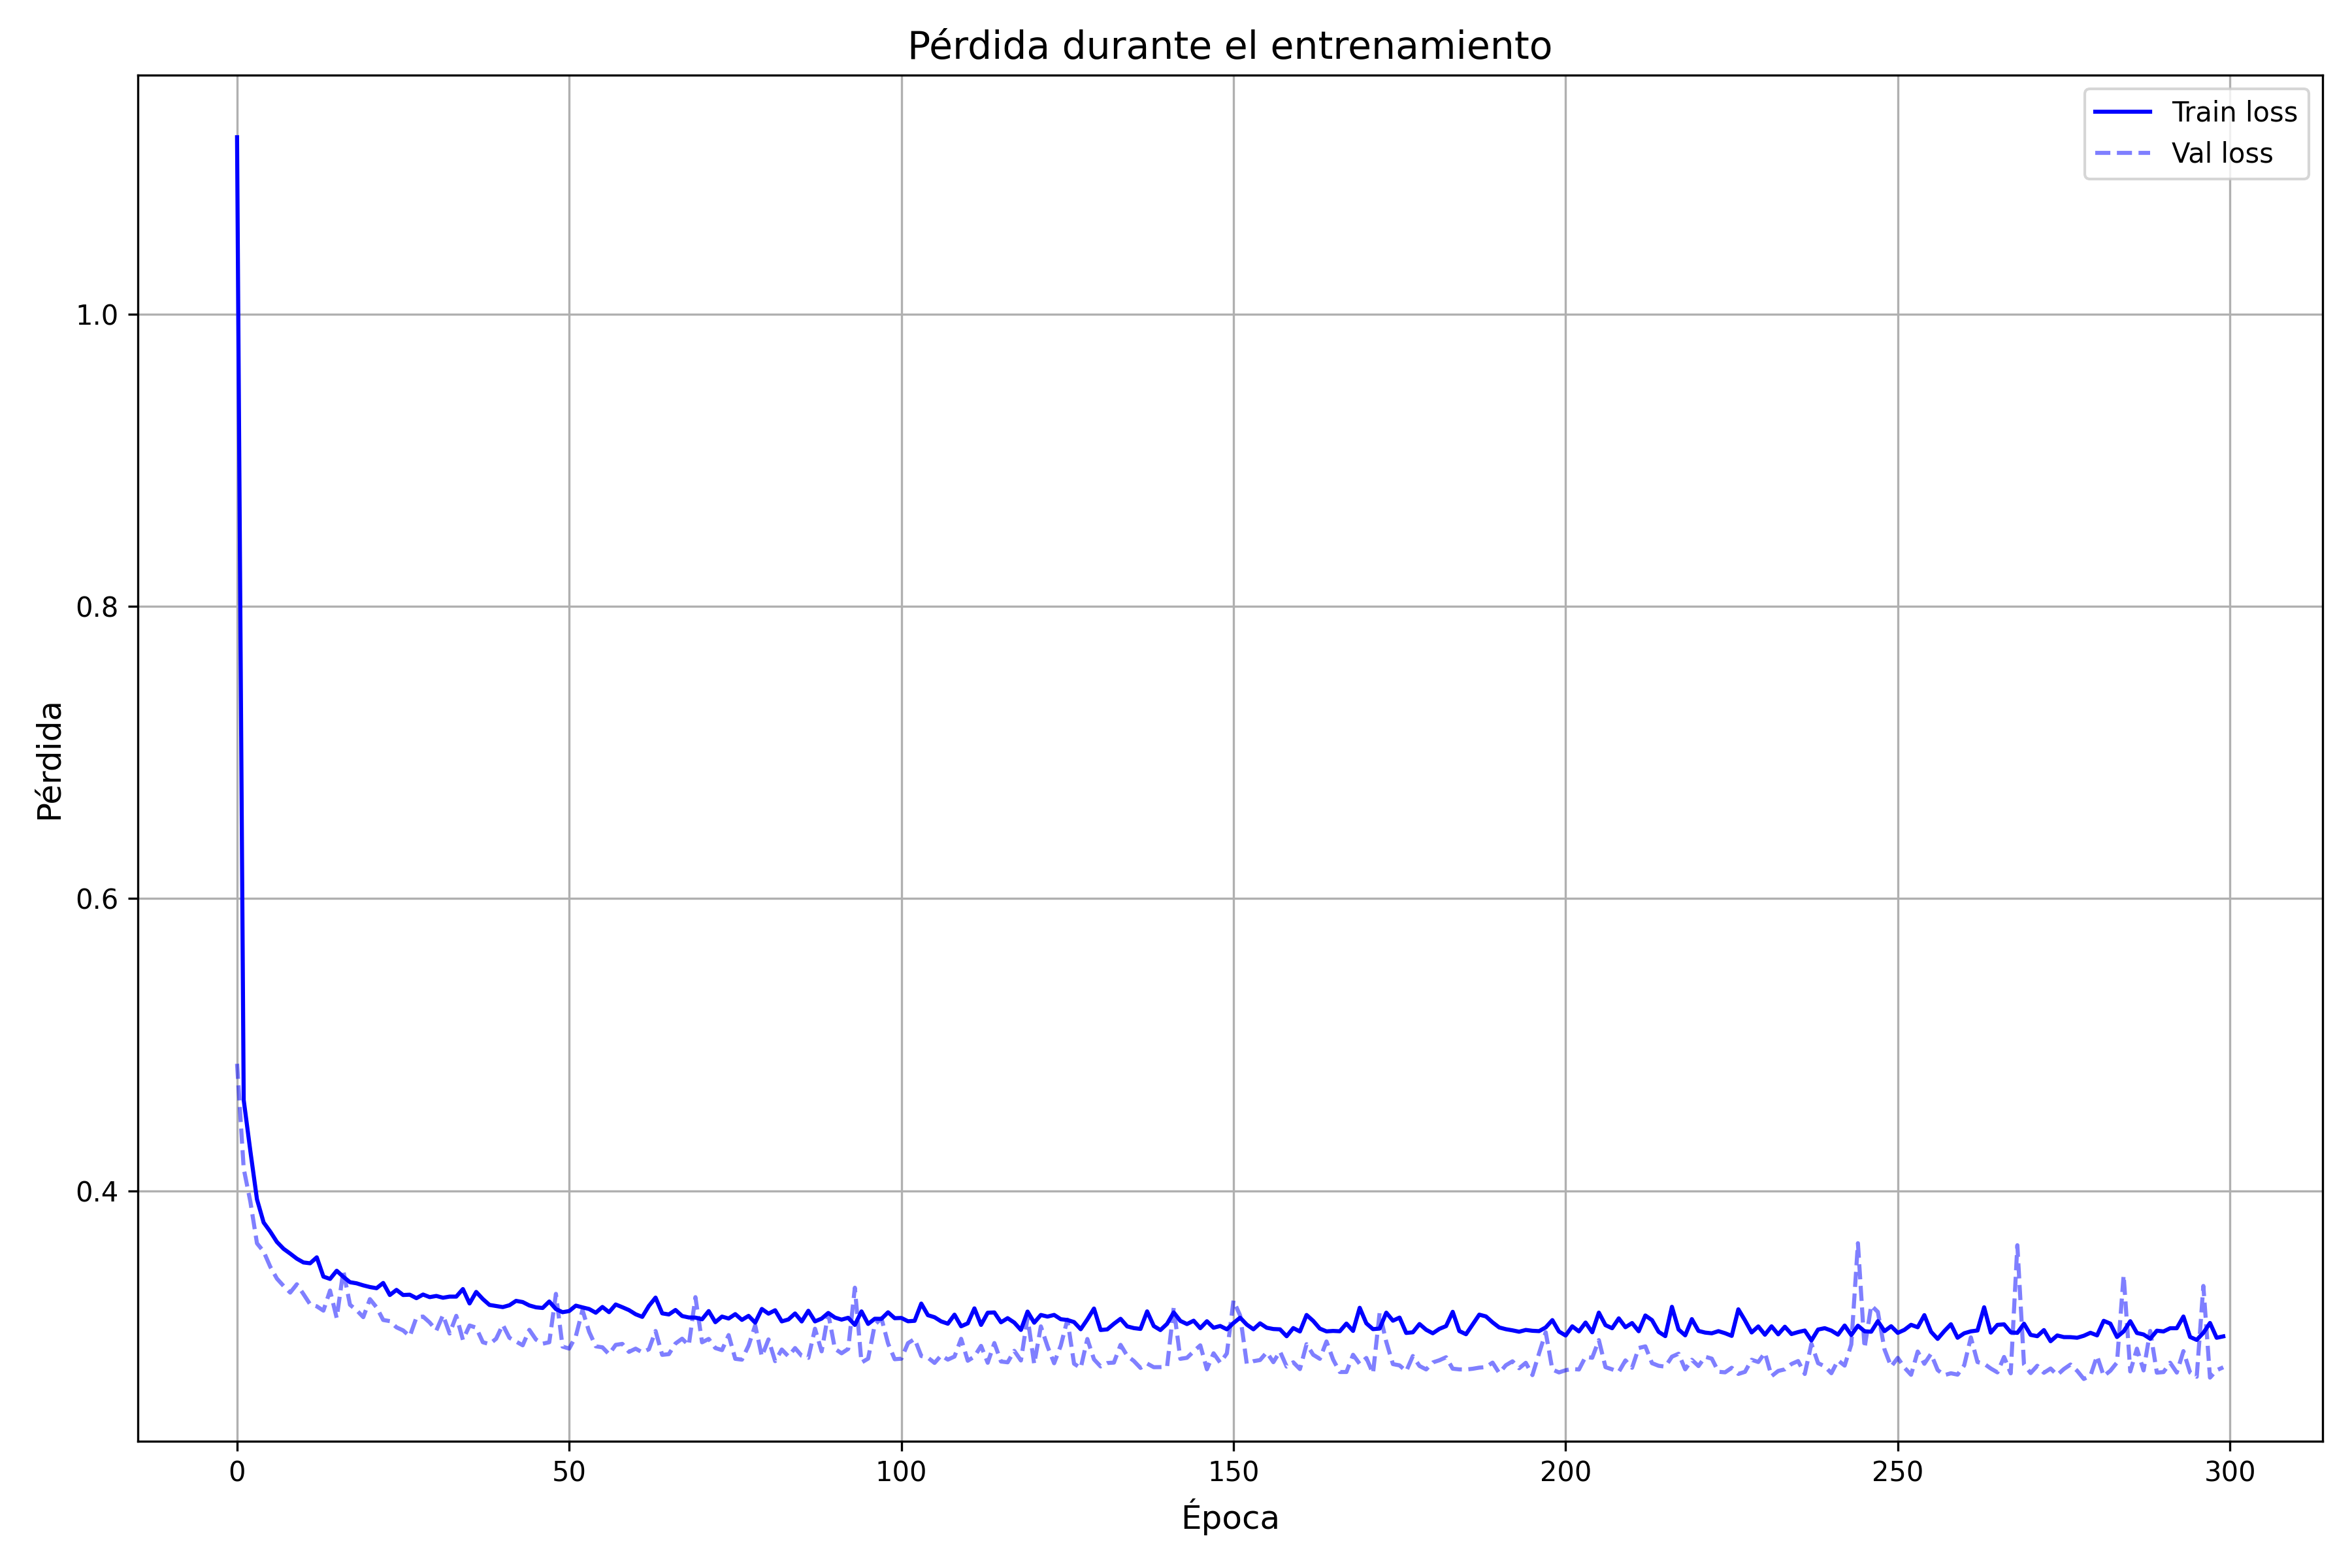 Pérdida durante el entrenamiento
Train loss
Val loss
1.0
0.8
0.6
0.4
Pérdida
0 50 100 150 200 250 300
Época